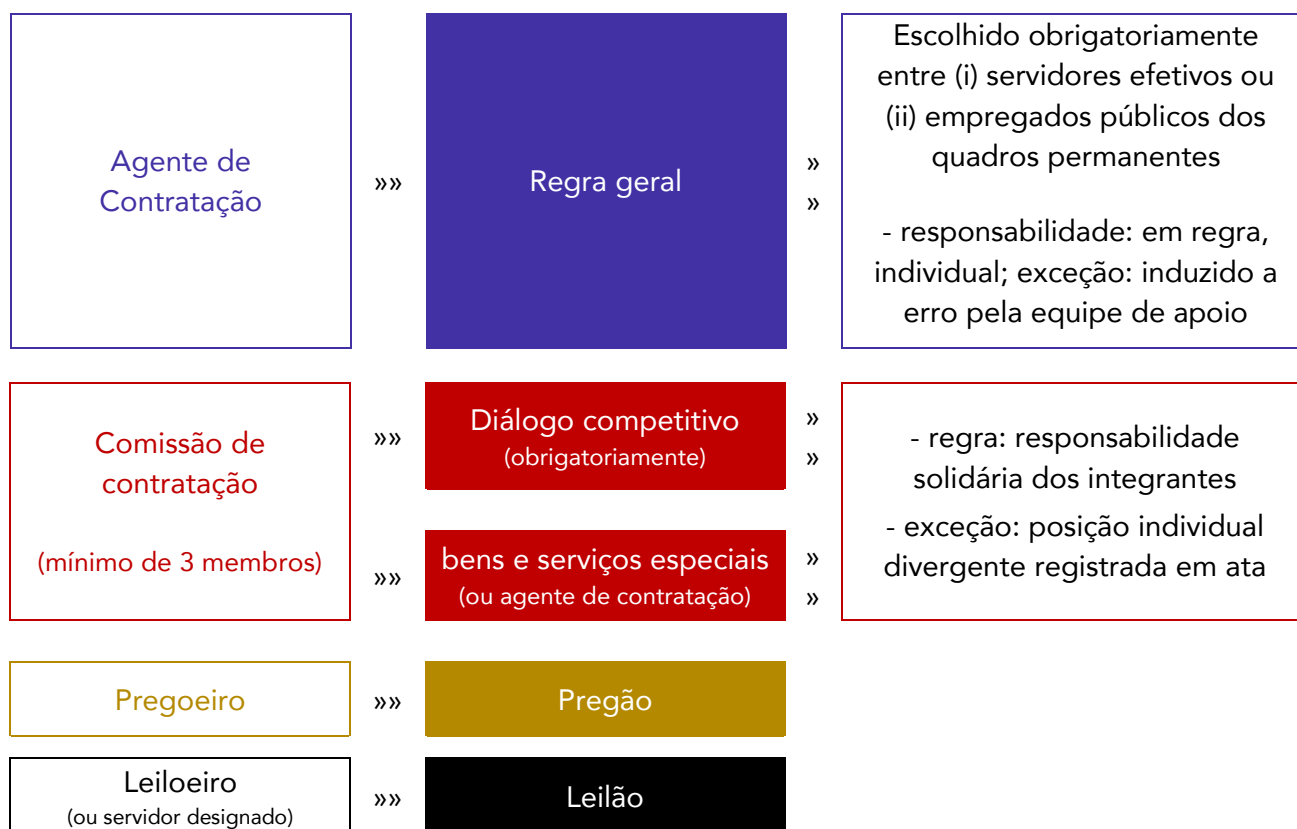 Agente de
Contratação
»»
Regra geral
»
»
Escolhido obrigatoriamente
entre (i) servidores efetivos ou
(ii) empregados públicos dos
quadros permanentes
- responsabilidade: em regra,
individual; exceção: induzido a
erro pela equipe de apoio
Comissão de
contratação
(mínimo de 3 membros)
»»
Diálogo competitivo
(obrigatoriamente)
»
»
»»
bens e serviços especiais
(ou agente de contratação)
»
»
- regra: responsabilidade
solidária dos integrantes
- exceção: posição individual
divergente registrada em ata
Pregoeiro
»»
Pregão
Leiloeiro
(ou servidor designado)
»»
Leilão